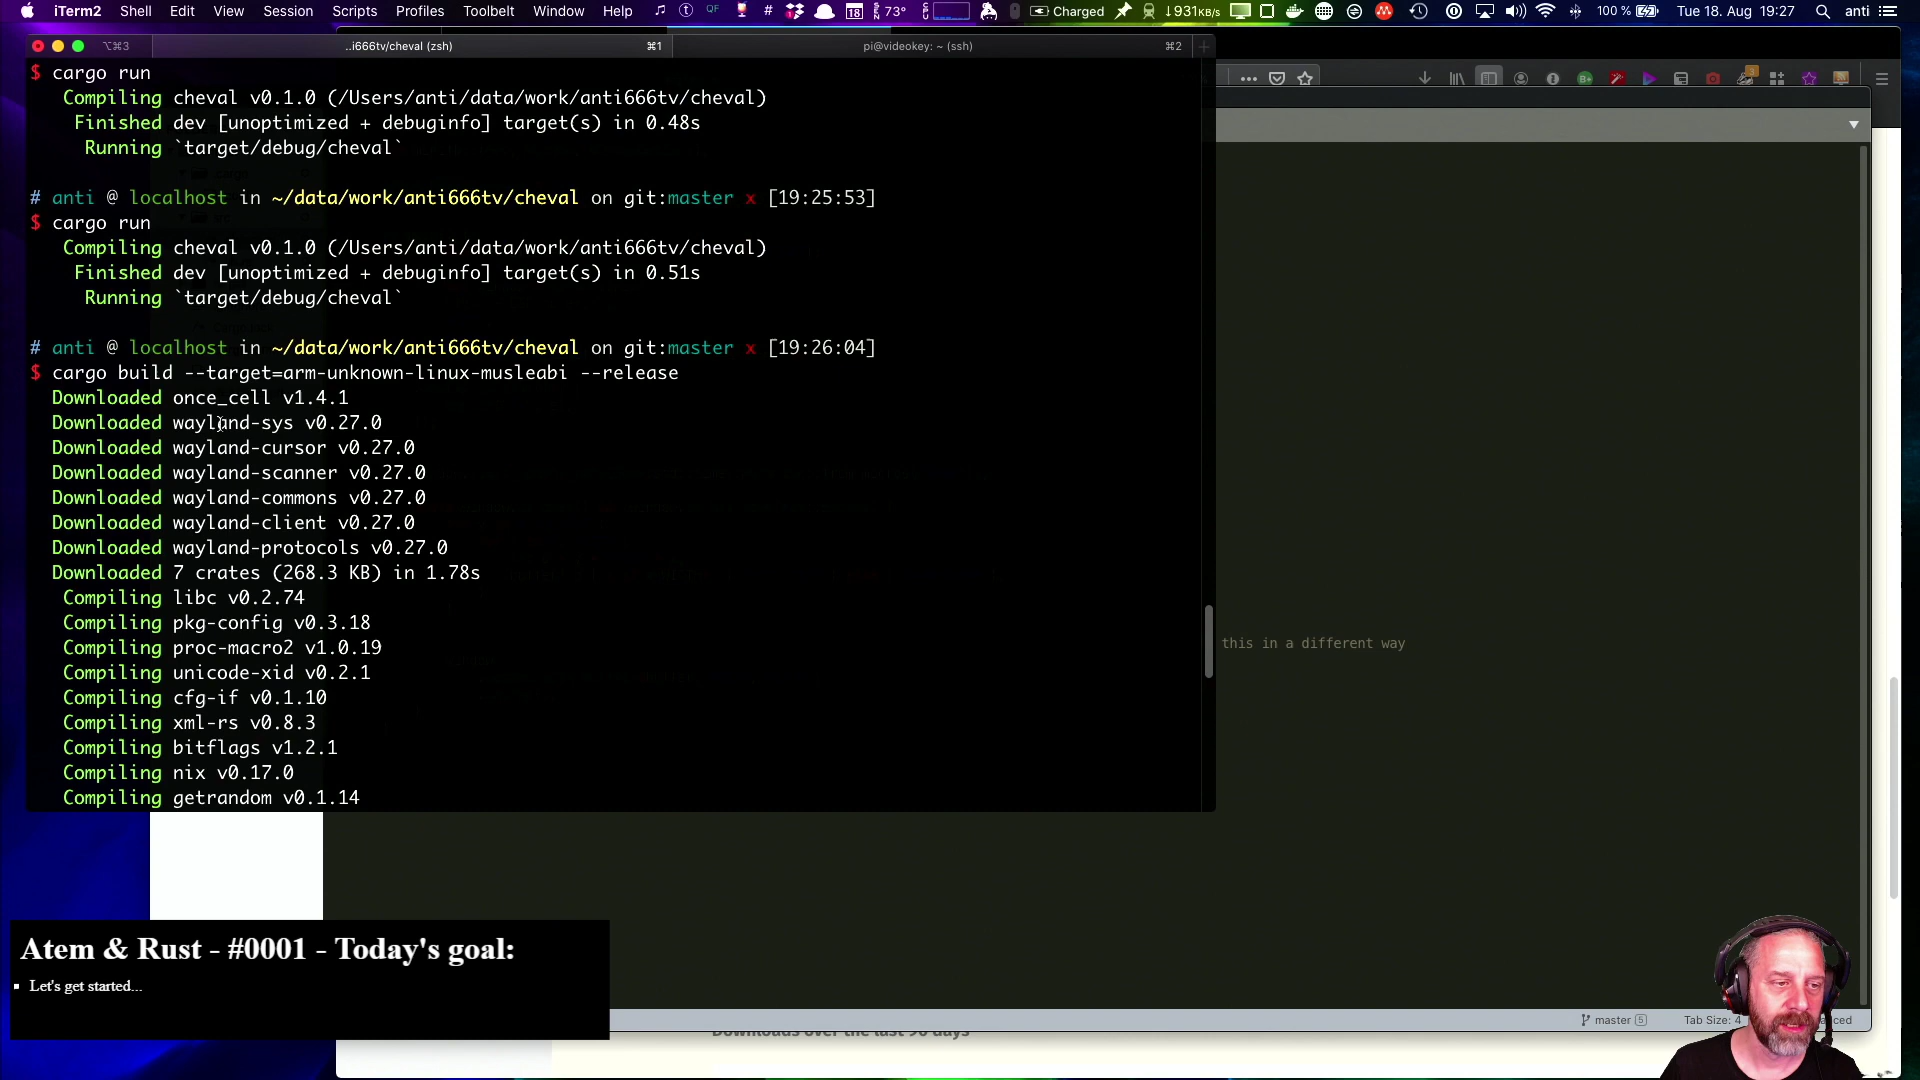 iTerm2 Shell Edit View Session Scripts Profiles Toolbelt Window Help
QF 18 73° Charged ↓931KB/s 100 % Tue 18. Aug 19:27 anti
⌥⌘3 ..i666tv/cheval (zsh) ⌘1 pi@videokey: ~ (ssh) ⌘2
$ cargo run
Compiling cheval v0.1.0 (/Users/anti/data/work/anti666tv/cheval)
Finished dev [unoptimized + debuginfo] target(s) in 0.48s
Running `target/debug/cheval`
# anti @ localhost in ~/data/work/anti666tv/cheval on git:master x [19:25:53]
$ cargo run
Compiling cheval v0.1.0 (/Users/anti/data/work/anti666tv/cheval)
Finished dev [unoptimized + debuginfo] target(s) in 0.51s
Running `target/debug/cheval`
# anti @ localhost in ~/data/work/anti666tv/cheval on git:master x [19:26:04]
$ cargo build --target=arm-unknown-linux-musleabi --release
Downloaded once_cell v1.4.1
Downloaded wayland-sys v0.27.0
Downloaded wayland-cursor v0.27.0
Downloaded wayland-scanner v0.27.0
Downloaded wayland-commons v0.27.0
Downloaded wayland-client v0.27.0
Downloaded wayland-protocols v0.27.0
Downloaded 7 crates (268.3 KB) in 1.78s
Compiling libc v0.2.74
Compiling pkg-config v0.3.18
Compiling proc-macro2 v1.0.19
this in a different way
Compiling unicode-xid v0.2.1
Compiling cfg-if v0.1.10
Compiling xml-rs v0.8.3
Compiling bitflags v1.2.1
Compiling nix v0.17.0
Compiling getrandom v0.1.14
Atem & Rust - #0001 - Today's goal:
Let's get started...
master 5 Tab Size: 4
Downloads over the last 90 days